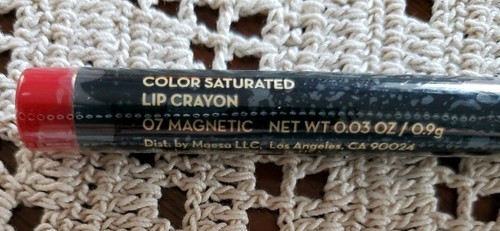 COLOR SATURATED
LIP CRAYON
07 MAGNETIC NET WT 0.03 OZ / 0.9g
Dist. by Maesa LLC, Los Angeles, CA 90024